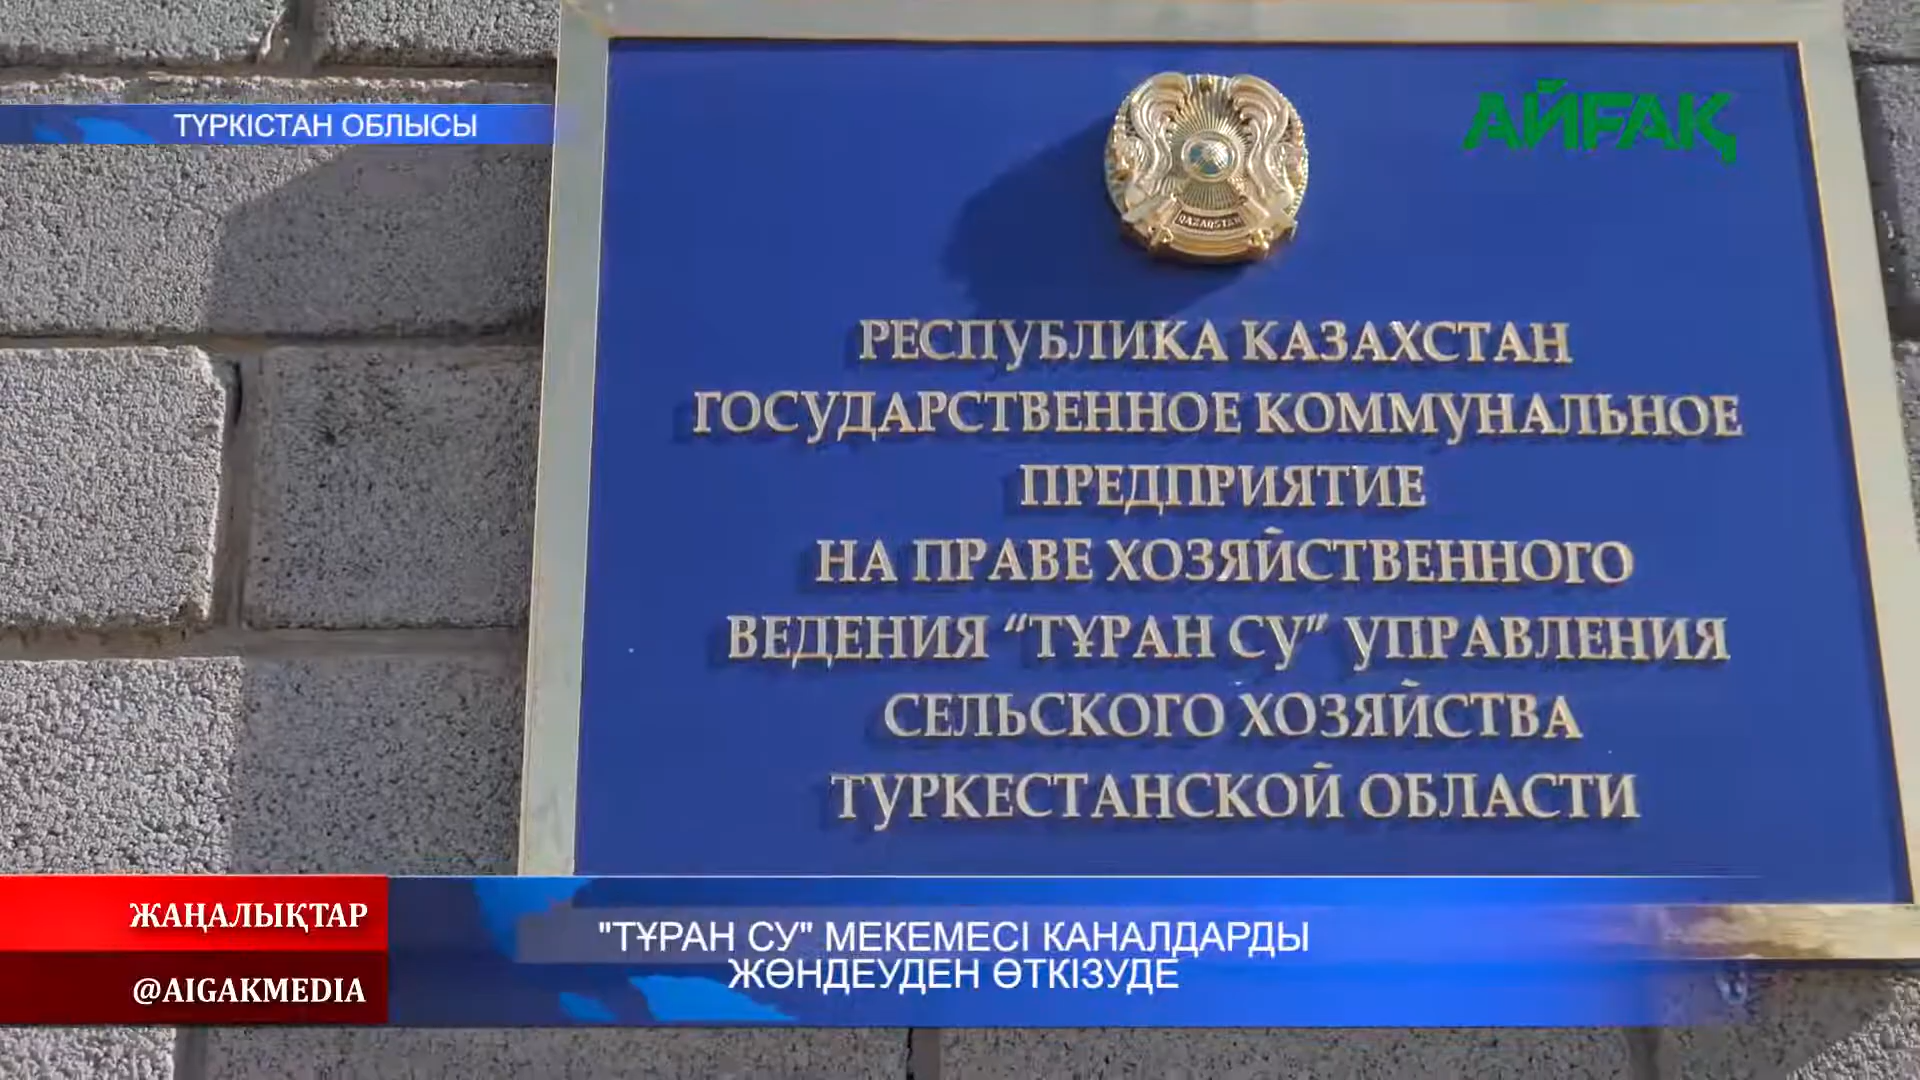 ТҮРКІСТАН ОБЛЫСЫ
АЙҒАҚ
QAZAQSTAN
РЕСПУБЛИКА КАЗАХСТАН
ГОСУДАРСТВЕННОЕ КОММУНАЛЬНОЕ
ПРЕДПРИЯТИЕ
НА ПРАВЕ ХОЗЯЙСТВЕННОГО
ВЕДЕНИЯ “ТҰРАН СУ” УПРАВЛЕНИЯ
СЕЛЬСКОГО ХОЗЯЙСТВА
ТУРКЕСТАНСКОЙ ОБЛАСТИ
ЖАҢАЛЫҚТАР
@AIGAKMEDIA
"ТҰРАН СУ" МЕКЕМЕСІ КАНАЛДАРДЫ
ЖӨНДЕУДЕН ӨТКІЗУДЕ